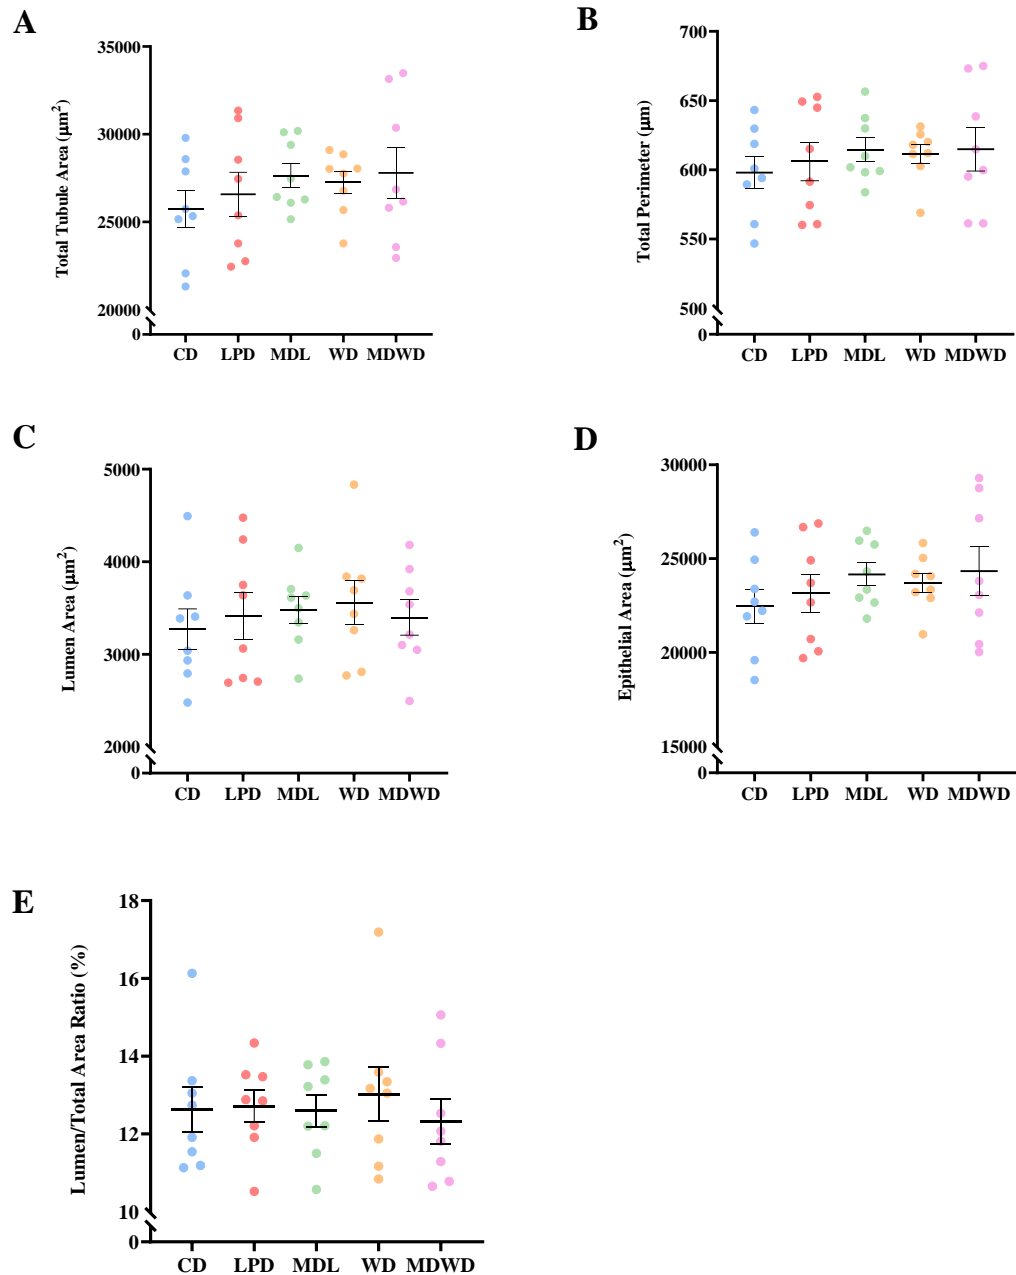 A
Total Tubule Area (µm²)
35000
30000
25000
20000
0
CD LPD MDL WD MDWD
B
Total Perimeter (µm)
700
650
600
550
500
0
CD LPD MDL WD MDWD
C
Lumen Area (µm²)
5000
4000
3000
2000
0
CD LPD MDL WD MDWD
D
Epithelial Area (µm²)
30000
25000
20000
15000
0
CD LPD MDL WD MDWD
E
Lumen/Total Area Ratio (%)
18
16
14
12
10
0
CD LPD MDL WD MDWD